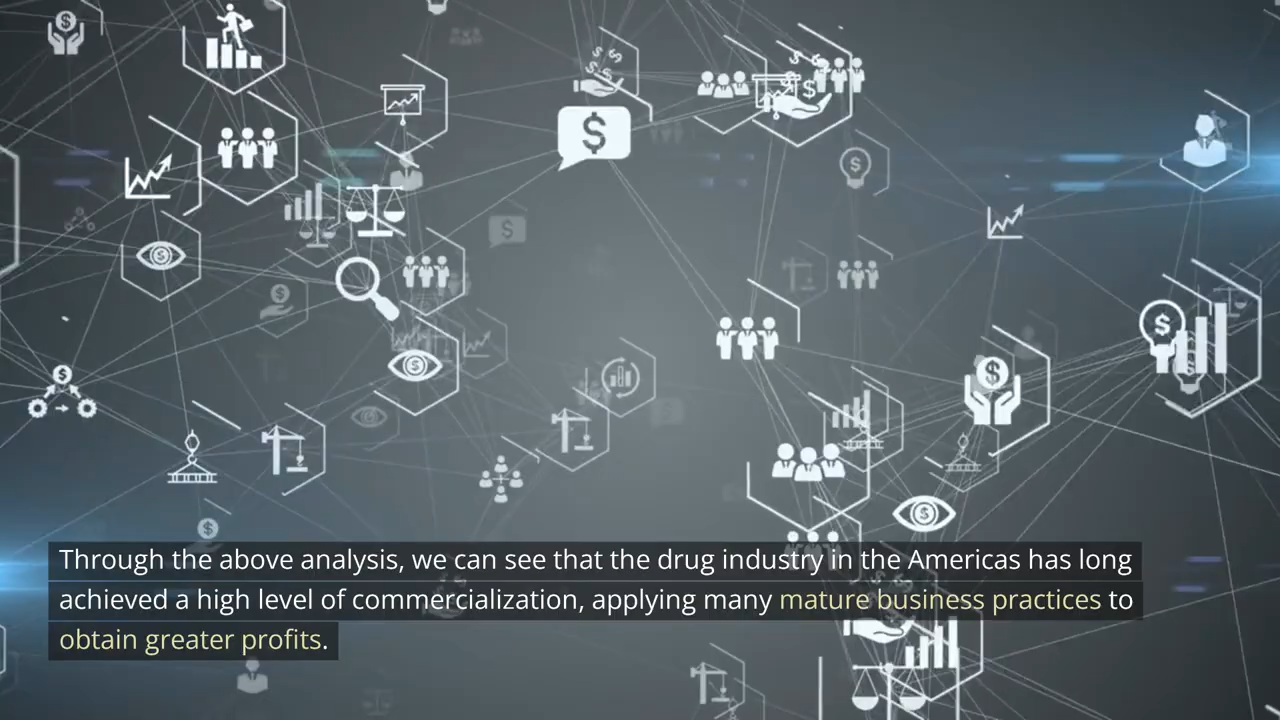 Through the above analysis, we can see that the drug industry in the Americas has long
achieved a high level of commercialization, applying many mature business practices to
obtain greater profits.